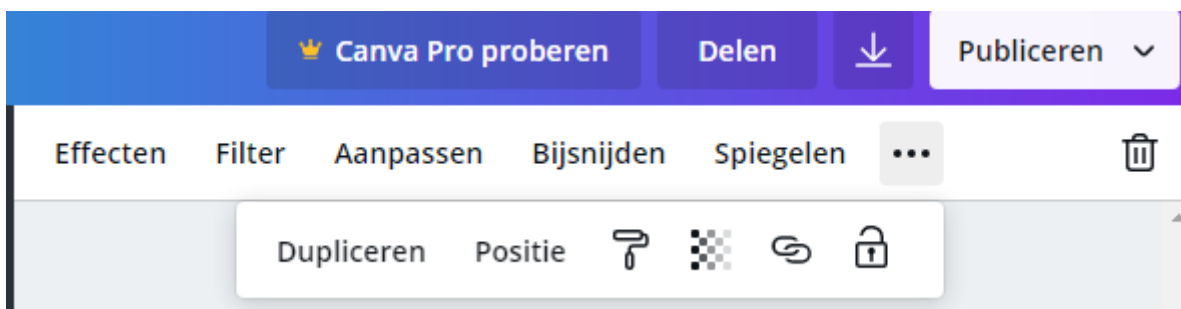 Canva Pro proberen Delen Publiceren
Effecten Filter Aanpassen Bijsnijden Spiegelen
Dupliceren Positie